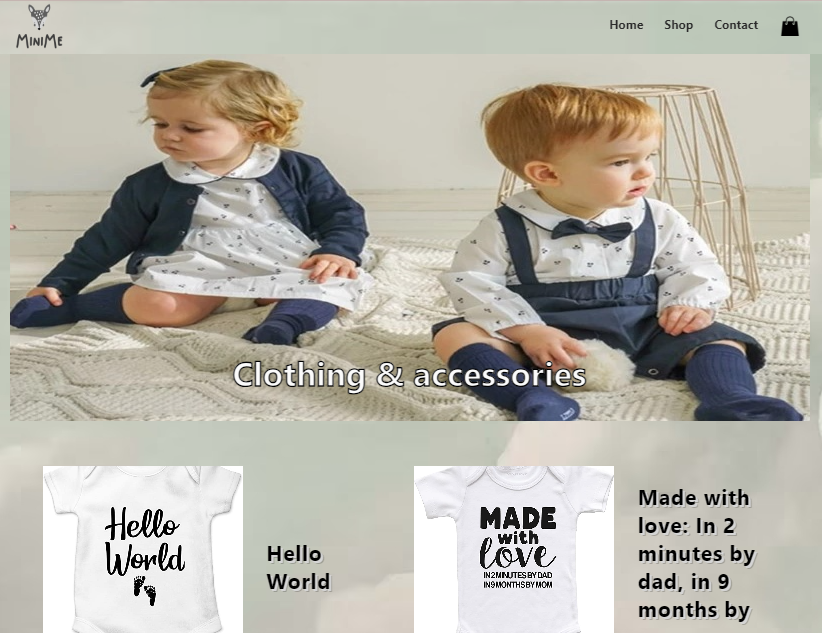 MINIME
Home Shop Contact
Clothing & accessories
Hello
World
Hello
World
MADE
with
love
IN 2 MINUTES BY DAD
IN 9 MONTHS BY MOM
Made with
love: In 2
minutes by
dad, in 9
months by